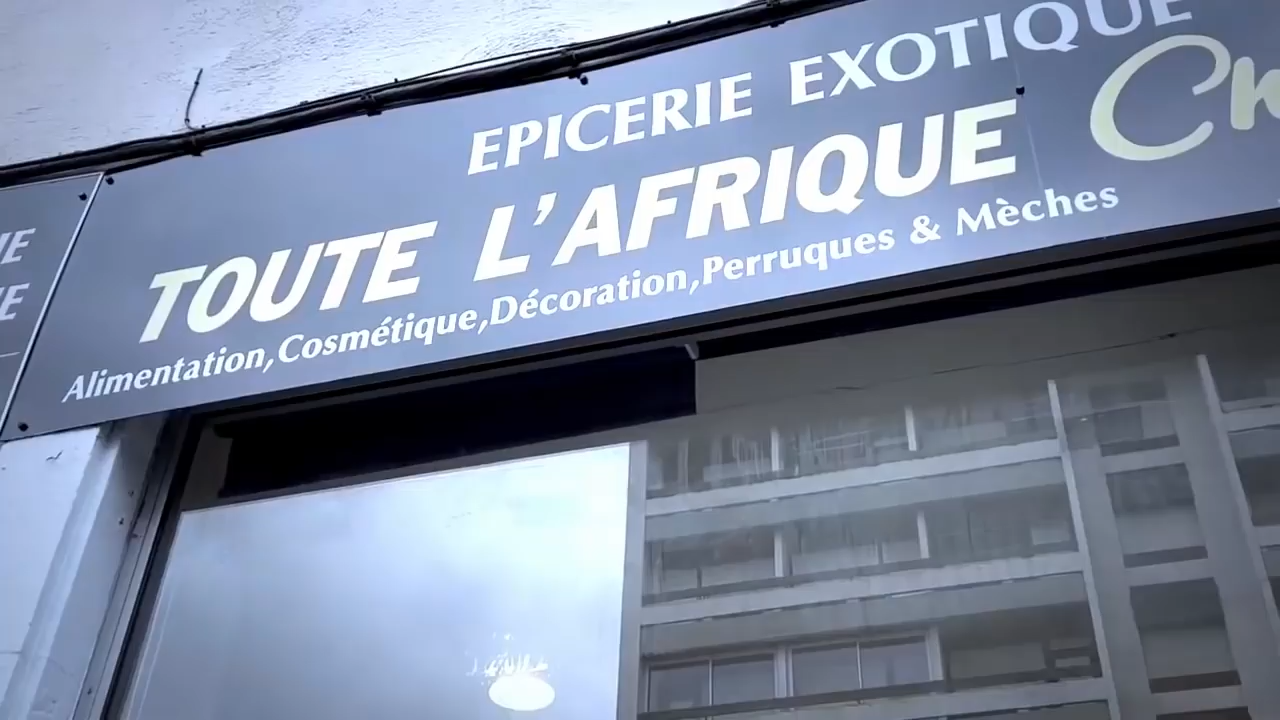 EPICERIE EXOTIQUE
TOUTE L'AFRIQUE
Alimentation,Cosmétique,Décoration,Perruques & Mèches